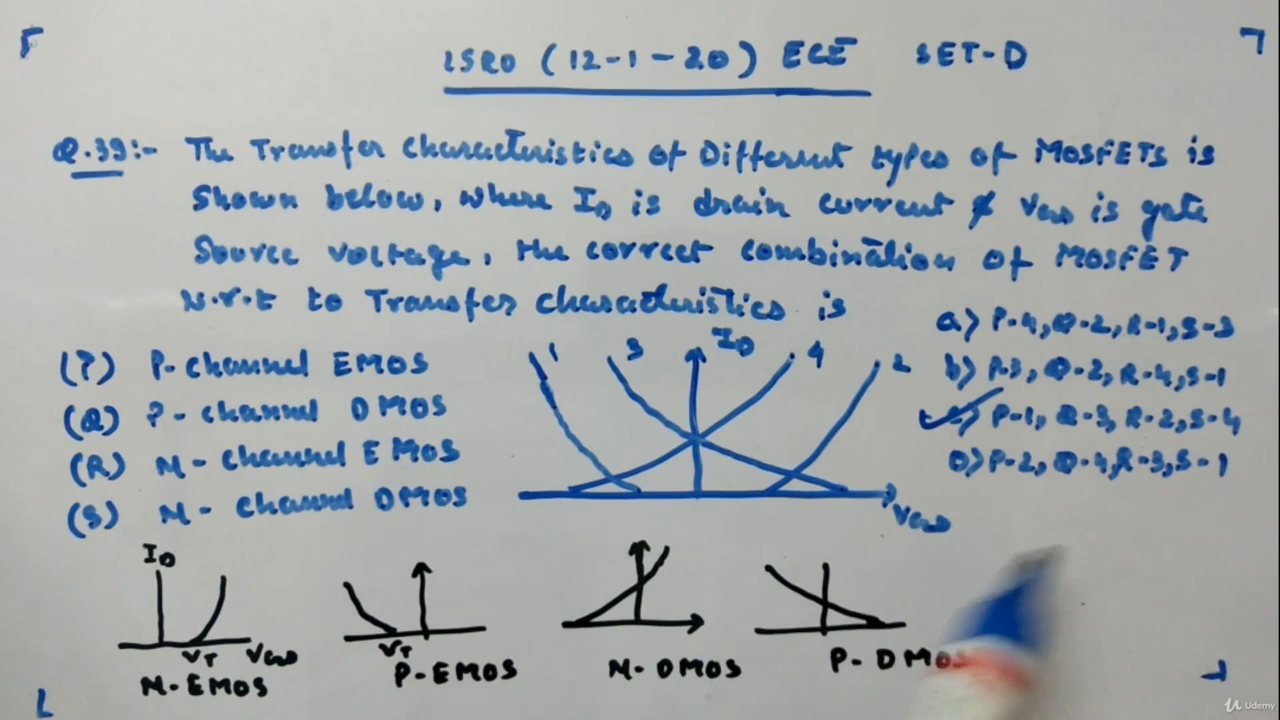 ISRO (12-1-20) ECE SET-D
Q.39:- The Transfer characteristics of Different types of MOSFETs is
shown below, where ID is drain current & VGS is gate
source voltage, the correct combination of MOSFET
w.r.t to Transfer characteristics is
(P) P-channel EMOS
(Q) P-channel DMOS
(R) N-channel EMOS
(S) N-channel DMOS
1 3 ID 4 2
VGS
a) P-4, Q-2, R-1, S-3
b) P-3, Q-2, R-4, S-1
c) P-1, Q-3, R-2, S-4
D) P-2, Q-4, R-3, S-1
ID
VT VGS
N-EMOS
VT
P-EMOS
N-DMOS
P-DMOS
Udemy